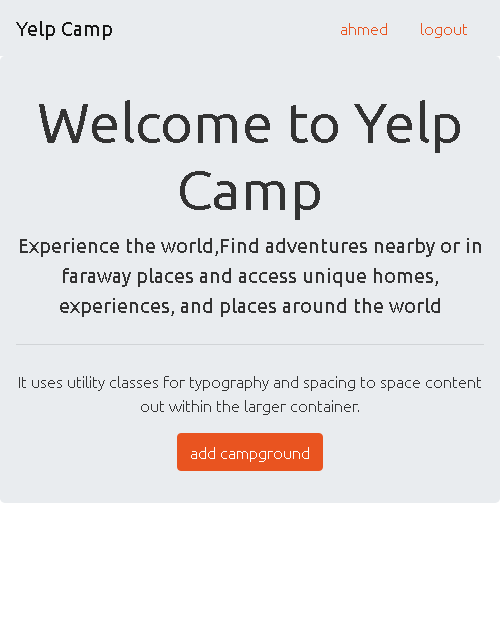 Yelp Camp
ahmed
logout
Welcome to Yelp
Camp
Experience the world,Find adventures nearby or in
faraway places and access unique homes,
experiences, and places around the world
It uses utility classes for typography and spacing to space content
out within the larger container.
add campground